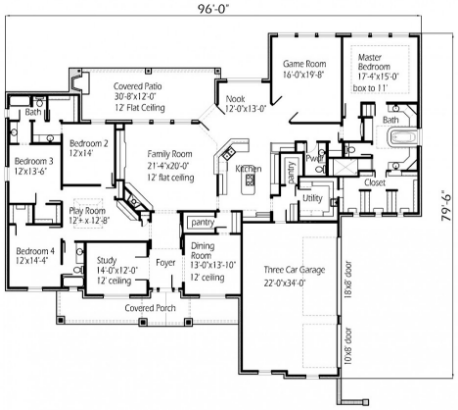 96'-0"
Game Room
16'-0"x19'-8"
Master
Bedroom
17'-4"x15'-0"
box to 11'
Covered Patio
30'-8"x12'-0"
12' Flat Ceiling
Nook
12'-0"x13'-0"
Bath
Bath
Bedroom 2
12'x14'
Family Room
21'-4"x20'-0"
12' flat ceiling
Kitchen
pantry
Pwdr
Bedroom 3
12'x13'-6"
Closet
Utility
79'-6"
Play Room
12'+ x 12'-8"
pantry
Bedroom 4
12'x14'-4"
Study
14'-0"x12'-0"
12' ceiling
Foyer
Dining
Room
13'-0"x13'-10"
12' ceiling
Three Car Garage
22'-0"x34'-0"
18'x8' door
10'x8' door
Covered Porch